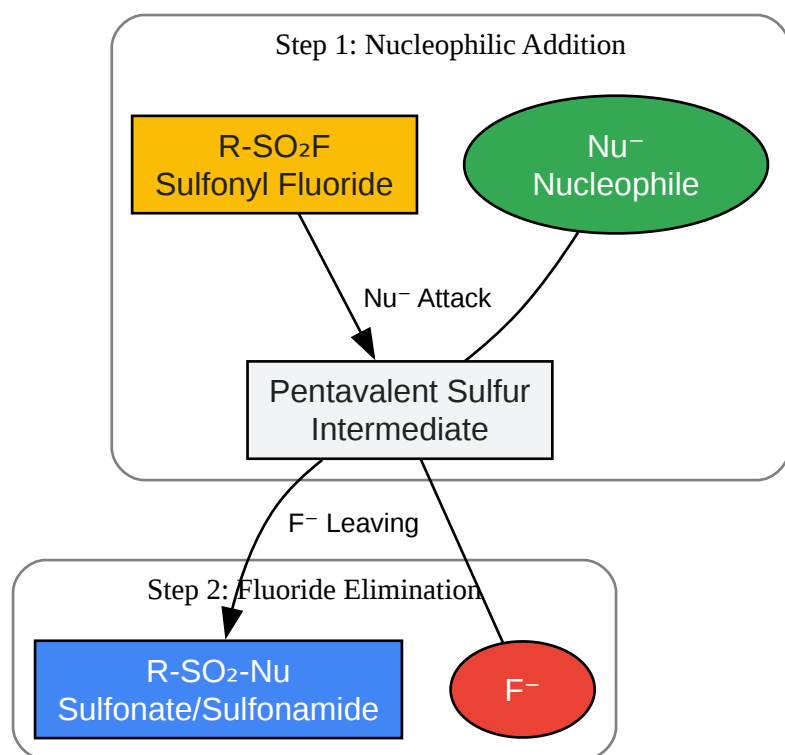 Step 1: Nucleophilic Addition
R-SO₂F
Sulfonyl Fluoride
Nu⁻
Nucleophile
Nu⁻ Attack
Pentavalent Sulfur
Intermediate
F⁻ Leaving
Step 2: Fluoride Elimination
R-SO₂-Nu
Sulfonate/Sulfonamide
F⁻